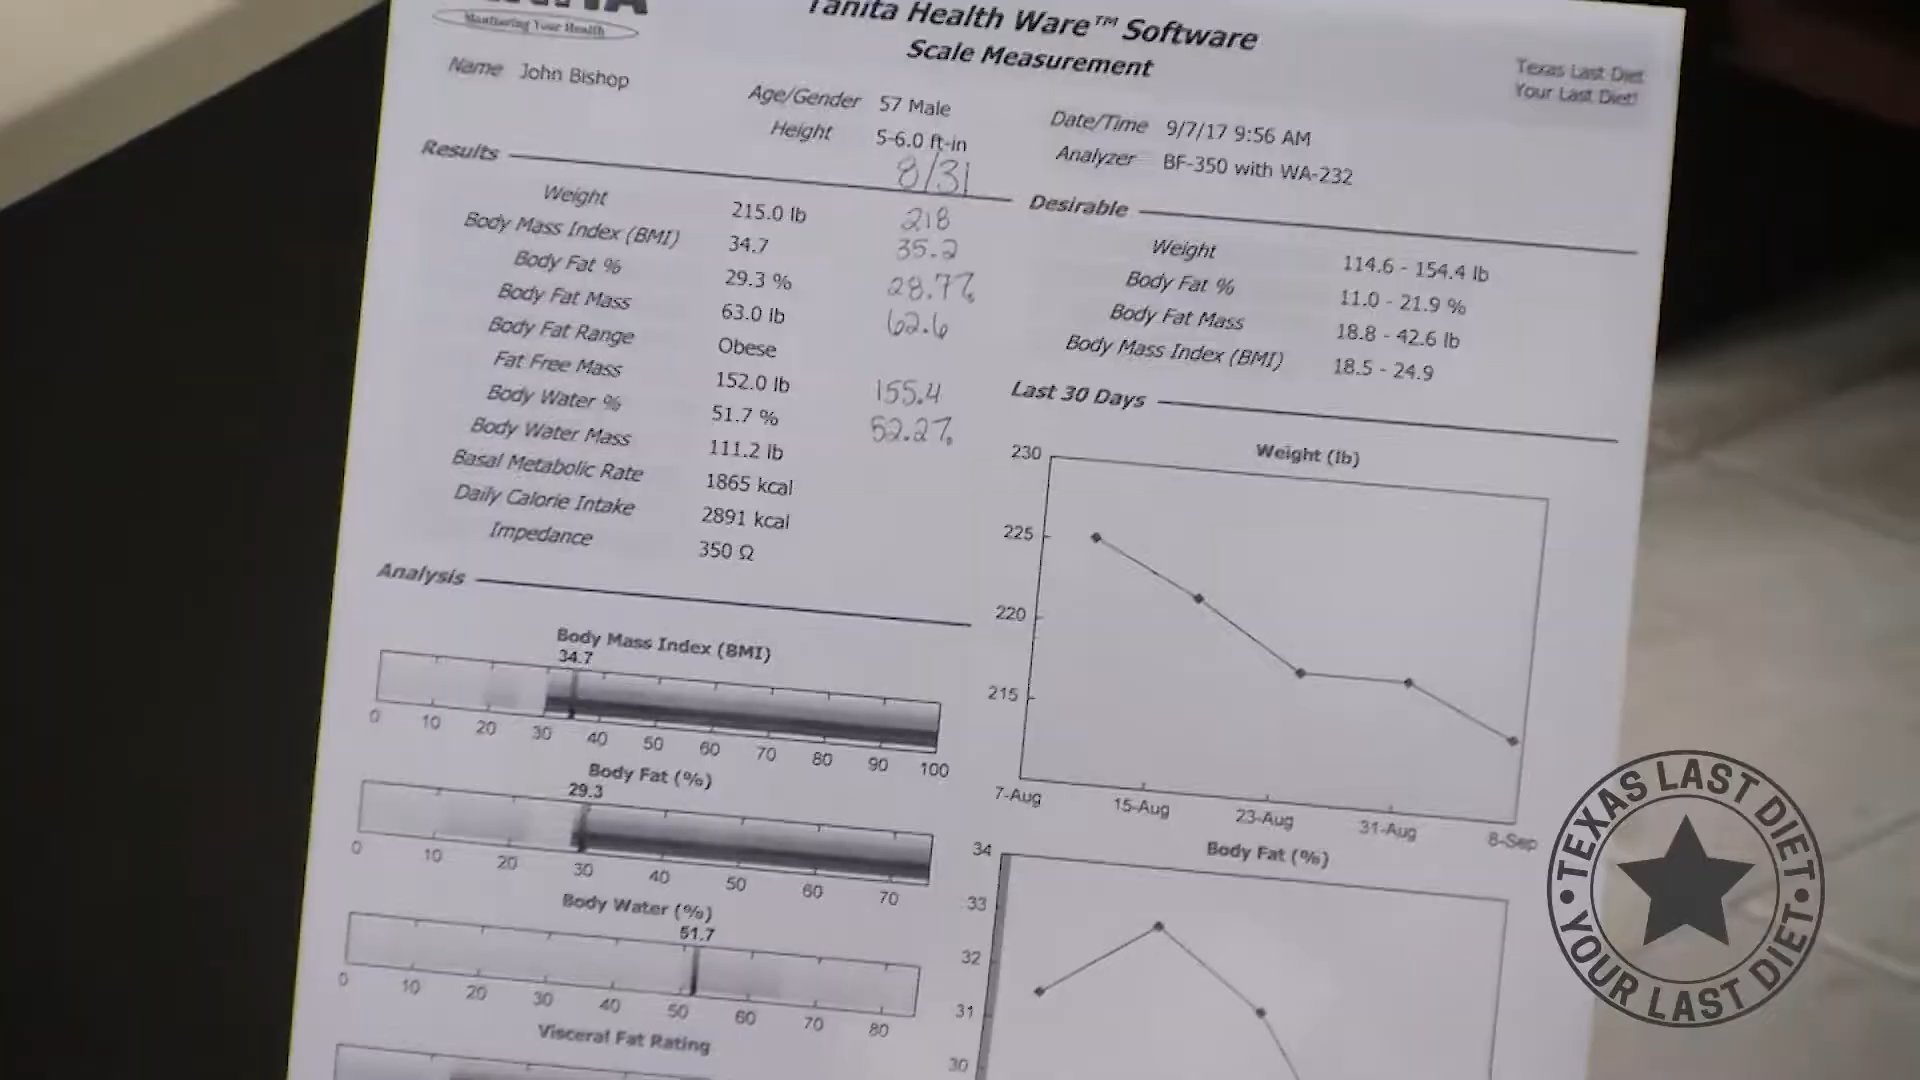 Monitoring Your Health
Tanita Health Ware™ Software
Scale Measurement
Texas Last Diet
Your Last Diet!
Name John Bishop
Age/Gender 57 Male
Height 5-6.0 ft-in
Date/Time 9/7/17 9:56 AM
Analyzer BF-350 with WA-232
8/31
Results
Weight 215.0 lb 218
Body Mass Index (BMI) 34.7 35.2
Body Fat % 29.3 % 28.7%
Body Fat Mass 63.0 lb 62.6
Body Fat Range Obese
Fat Free Mass 152.0 lb 155.4
Body Water % 51.7 % 52.2%
Body Water Mass 111.2 lb
Basal Metabolic Rate 1865 kcal
Daily Calorie Intake 2891 kcal
Impedance 350 Ω
Desirable
Weight 114.6 - 154.4 lb
Body Fat % 11.0 - 21.9 %
Body Fat Mass 18.8 - 42.6 lb
Body Mass Index (BMI) 18.5 - 24.9
Analysis
Body Mass Index (BMI)
34.7
0 10 20 30 40 50 60 70 80 90 100
Body Fat (%)
29.3
0 10 20 30 40 50 60 70
Body Water (%)
51.7
0 10 20 30 40 50 60 70 80
Visceral Fat Rating
Last 30 Days
Weight (lb)
230
225
220
215
7-Aug 15-Aug 23-Aug 31-Aug 8-Sep
Body Fat (%)
34
33
32
31
30
TEXAS LAST DIET
YOUR LAST DIET